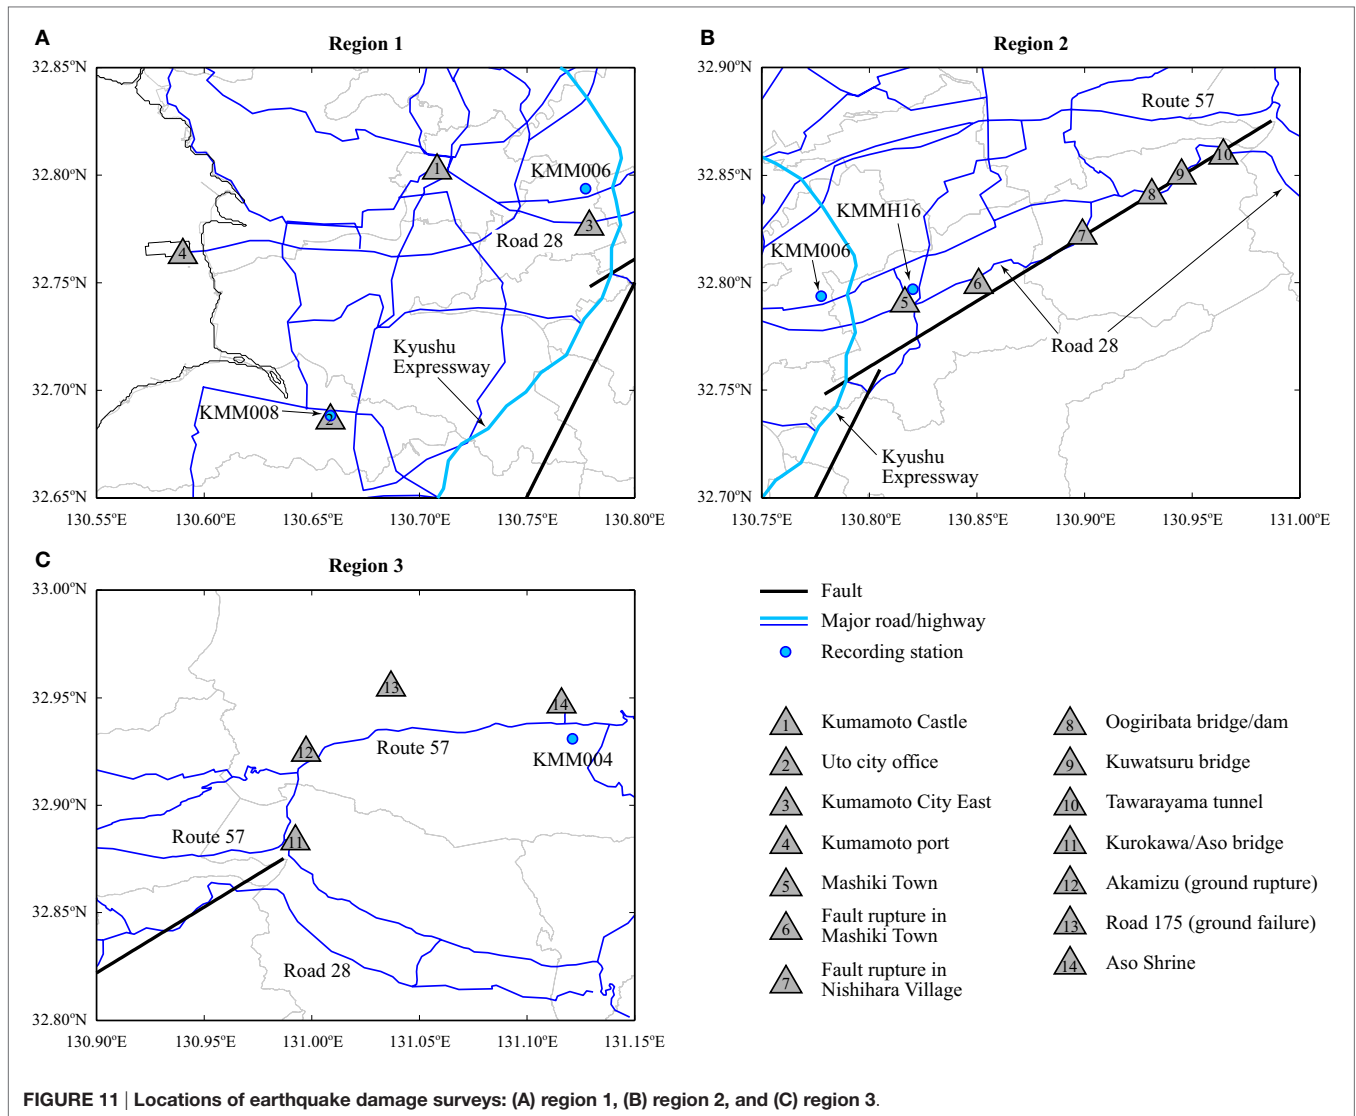 A
Region 1
32.85°N
32.80°N
32.75°N
32.70°N
32.65°N
130.55°E
130.60°E
130.65°E
130.70°E
130.75°E
130.80°E
1
KMM006
3
Road 28
4
Kyushu
Expressway
KMM008
2
B
Region 2
32.90°N
32.85°N
32.80°N
32.75°N
32.70°N
130.75°E
130.80°E
130.85°E
130.90°E
130.95°E
131.00°E
Route 57
10
9
8
KMMH16
7
KMM006
6
5
Road 28
Kyushu
Expressway
C
Region 3
33.00°N
32.95°N
32.90°N
32.85°N
32.80°N
130.90°E
130.95°E
131.00°E
131.05°E
131.10°E
131.15°E
13
14
12
Route 57
KMM004
Route 57
11
Road 28
Fault
Major road/highway
Recording station
1 Kumamoto Castle
2 Uto city office
3 Kumamoto City East
4 Kumamoto port
5 Mashiki Town
6 Fault rupture in
Mashiki Town
7 Fault rupture in
Nishihara Village
8 Oogiribata bridge/dam
9 Kuwatsuru bridge
10 Tawarayama tunnel
11 Kurokawa/Aso bridge
12 Akamizu (ground rupture)
13 Road 175 (ground failure)
14 Aso Shrine
FIGURE 11 | Locations of earthquake damage surveys: (A) region 1, (B) region 2, and (C) region 3.